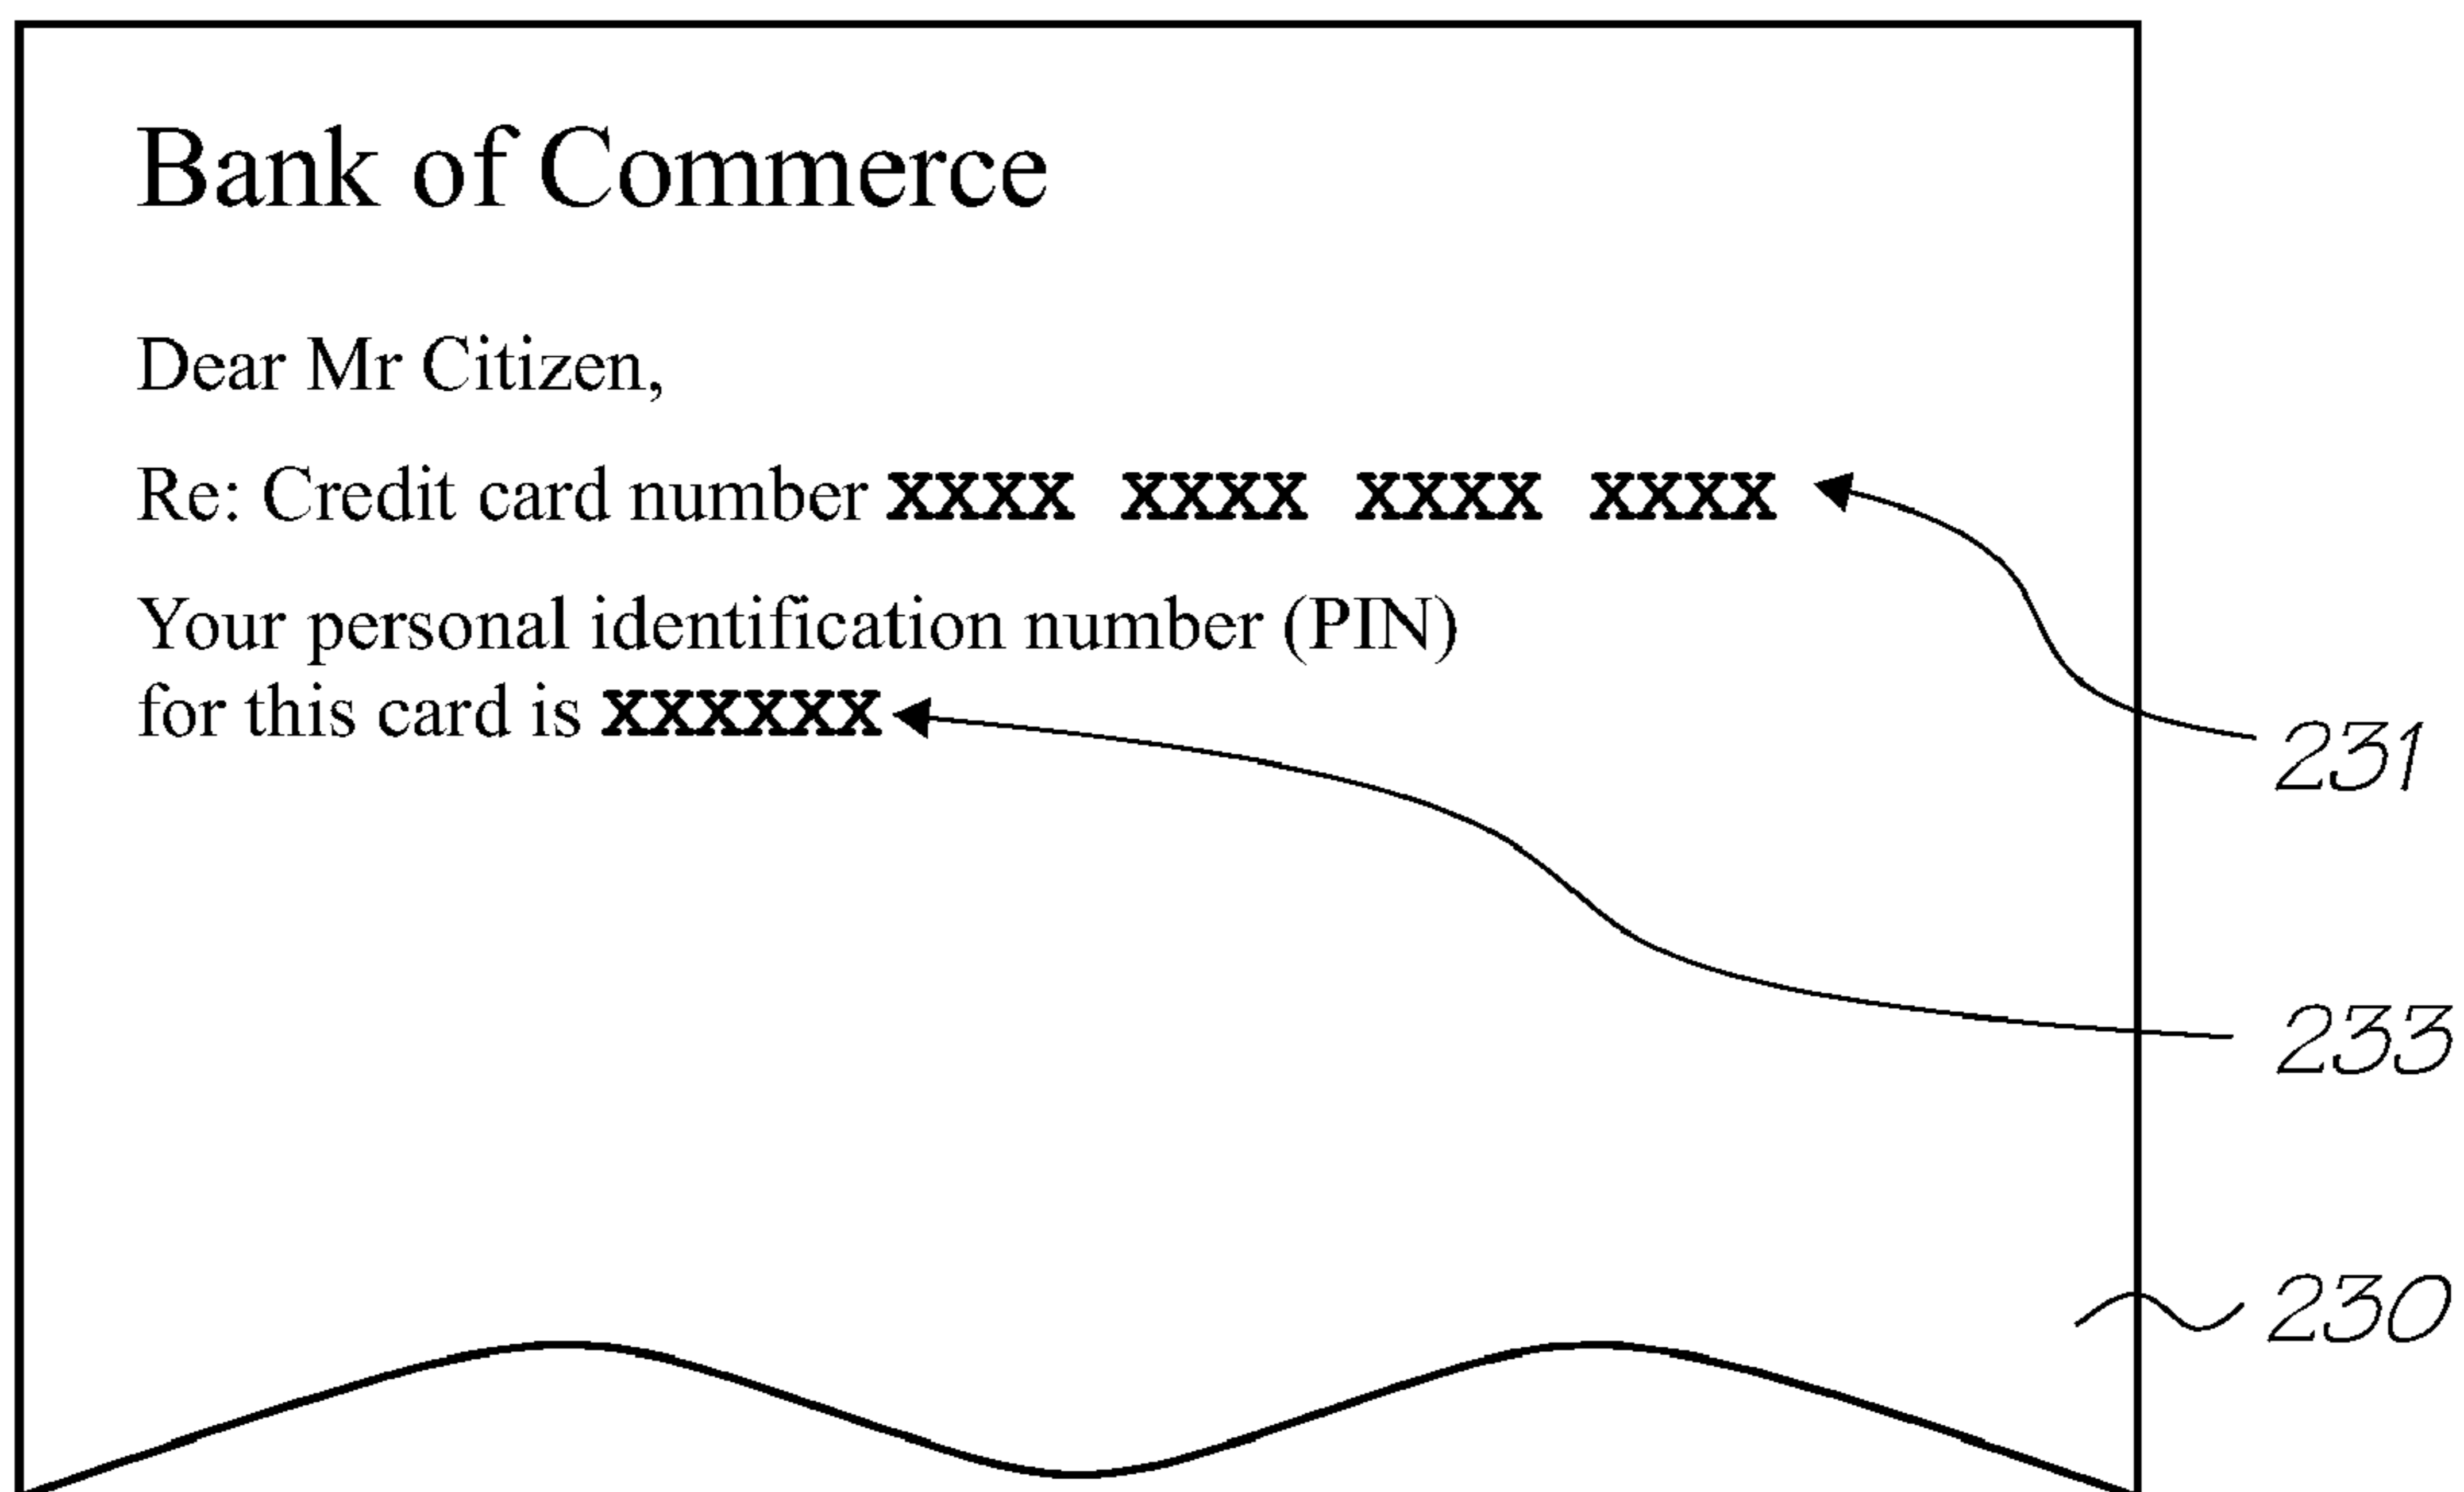 Bank of Commerce
Dear Mr Citizen,
Re: Credit card number xxxx xxxx xxxx xxxx
Your personal identification number (PIN)
for this card is xxxxxx
231
233
230